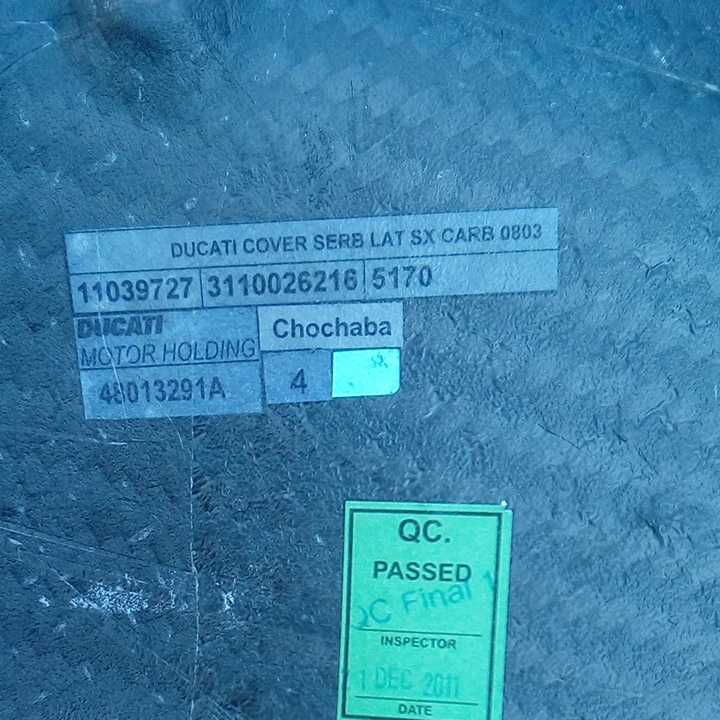 DUCATI COVER SERB LAT SX CARB 0803
11039727 3110026216 5170
DUCATI
MOTOR HOLDING
48013291A
Chochaba
4
QC.
PASSED
QC Final 1
INSPECTOR
1 DEC 2011
DATE